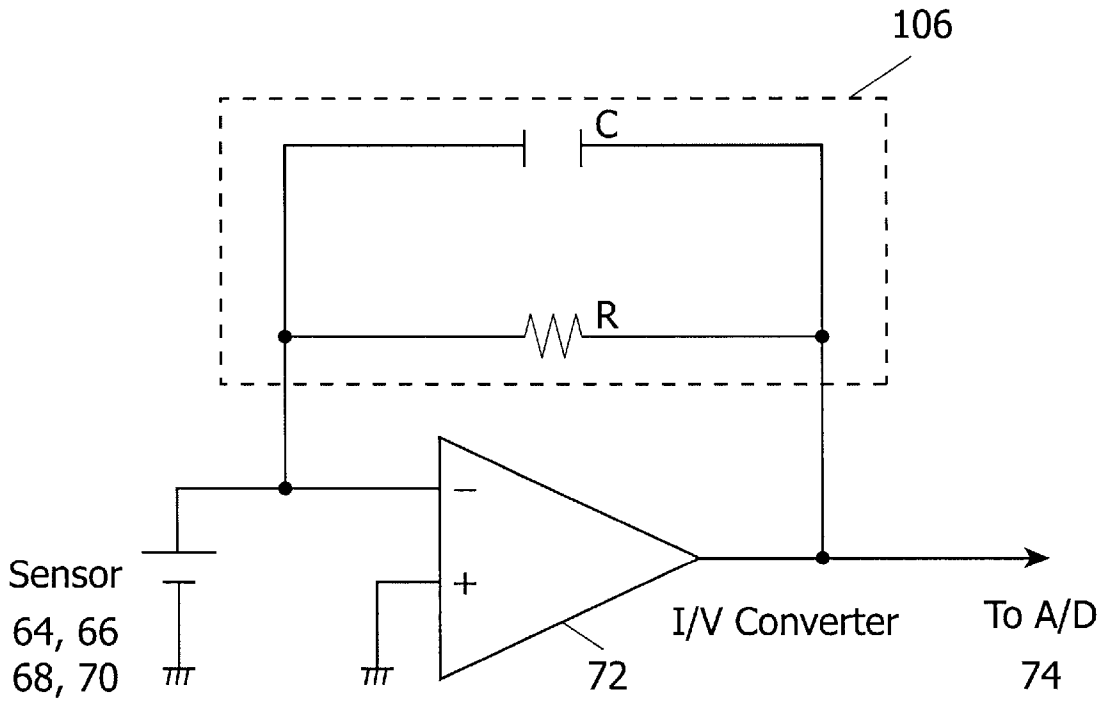 106
C
R
−
+
Sensor
64, 66
68, 70
I/V Converter
72
To A/D
74